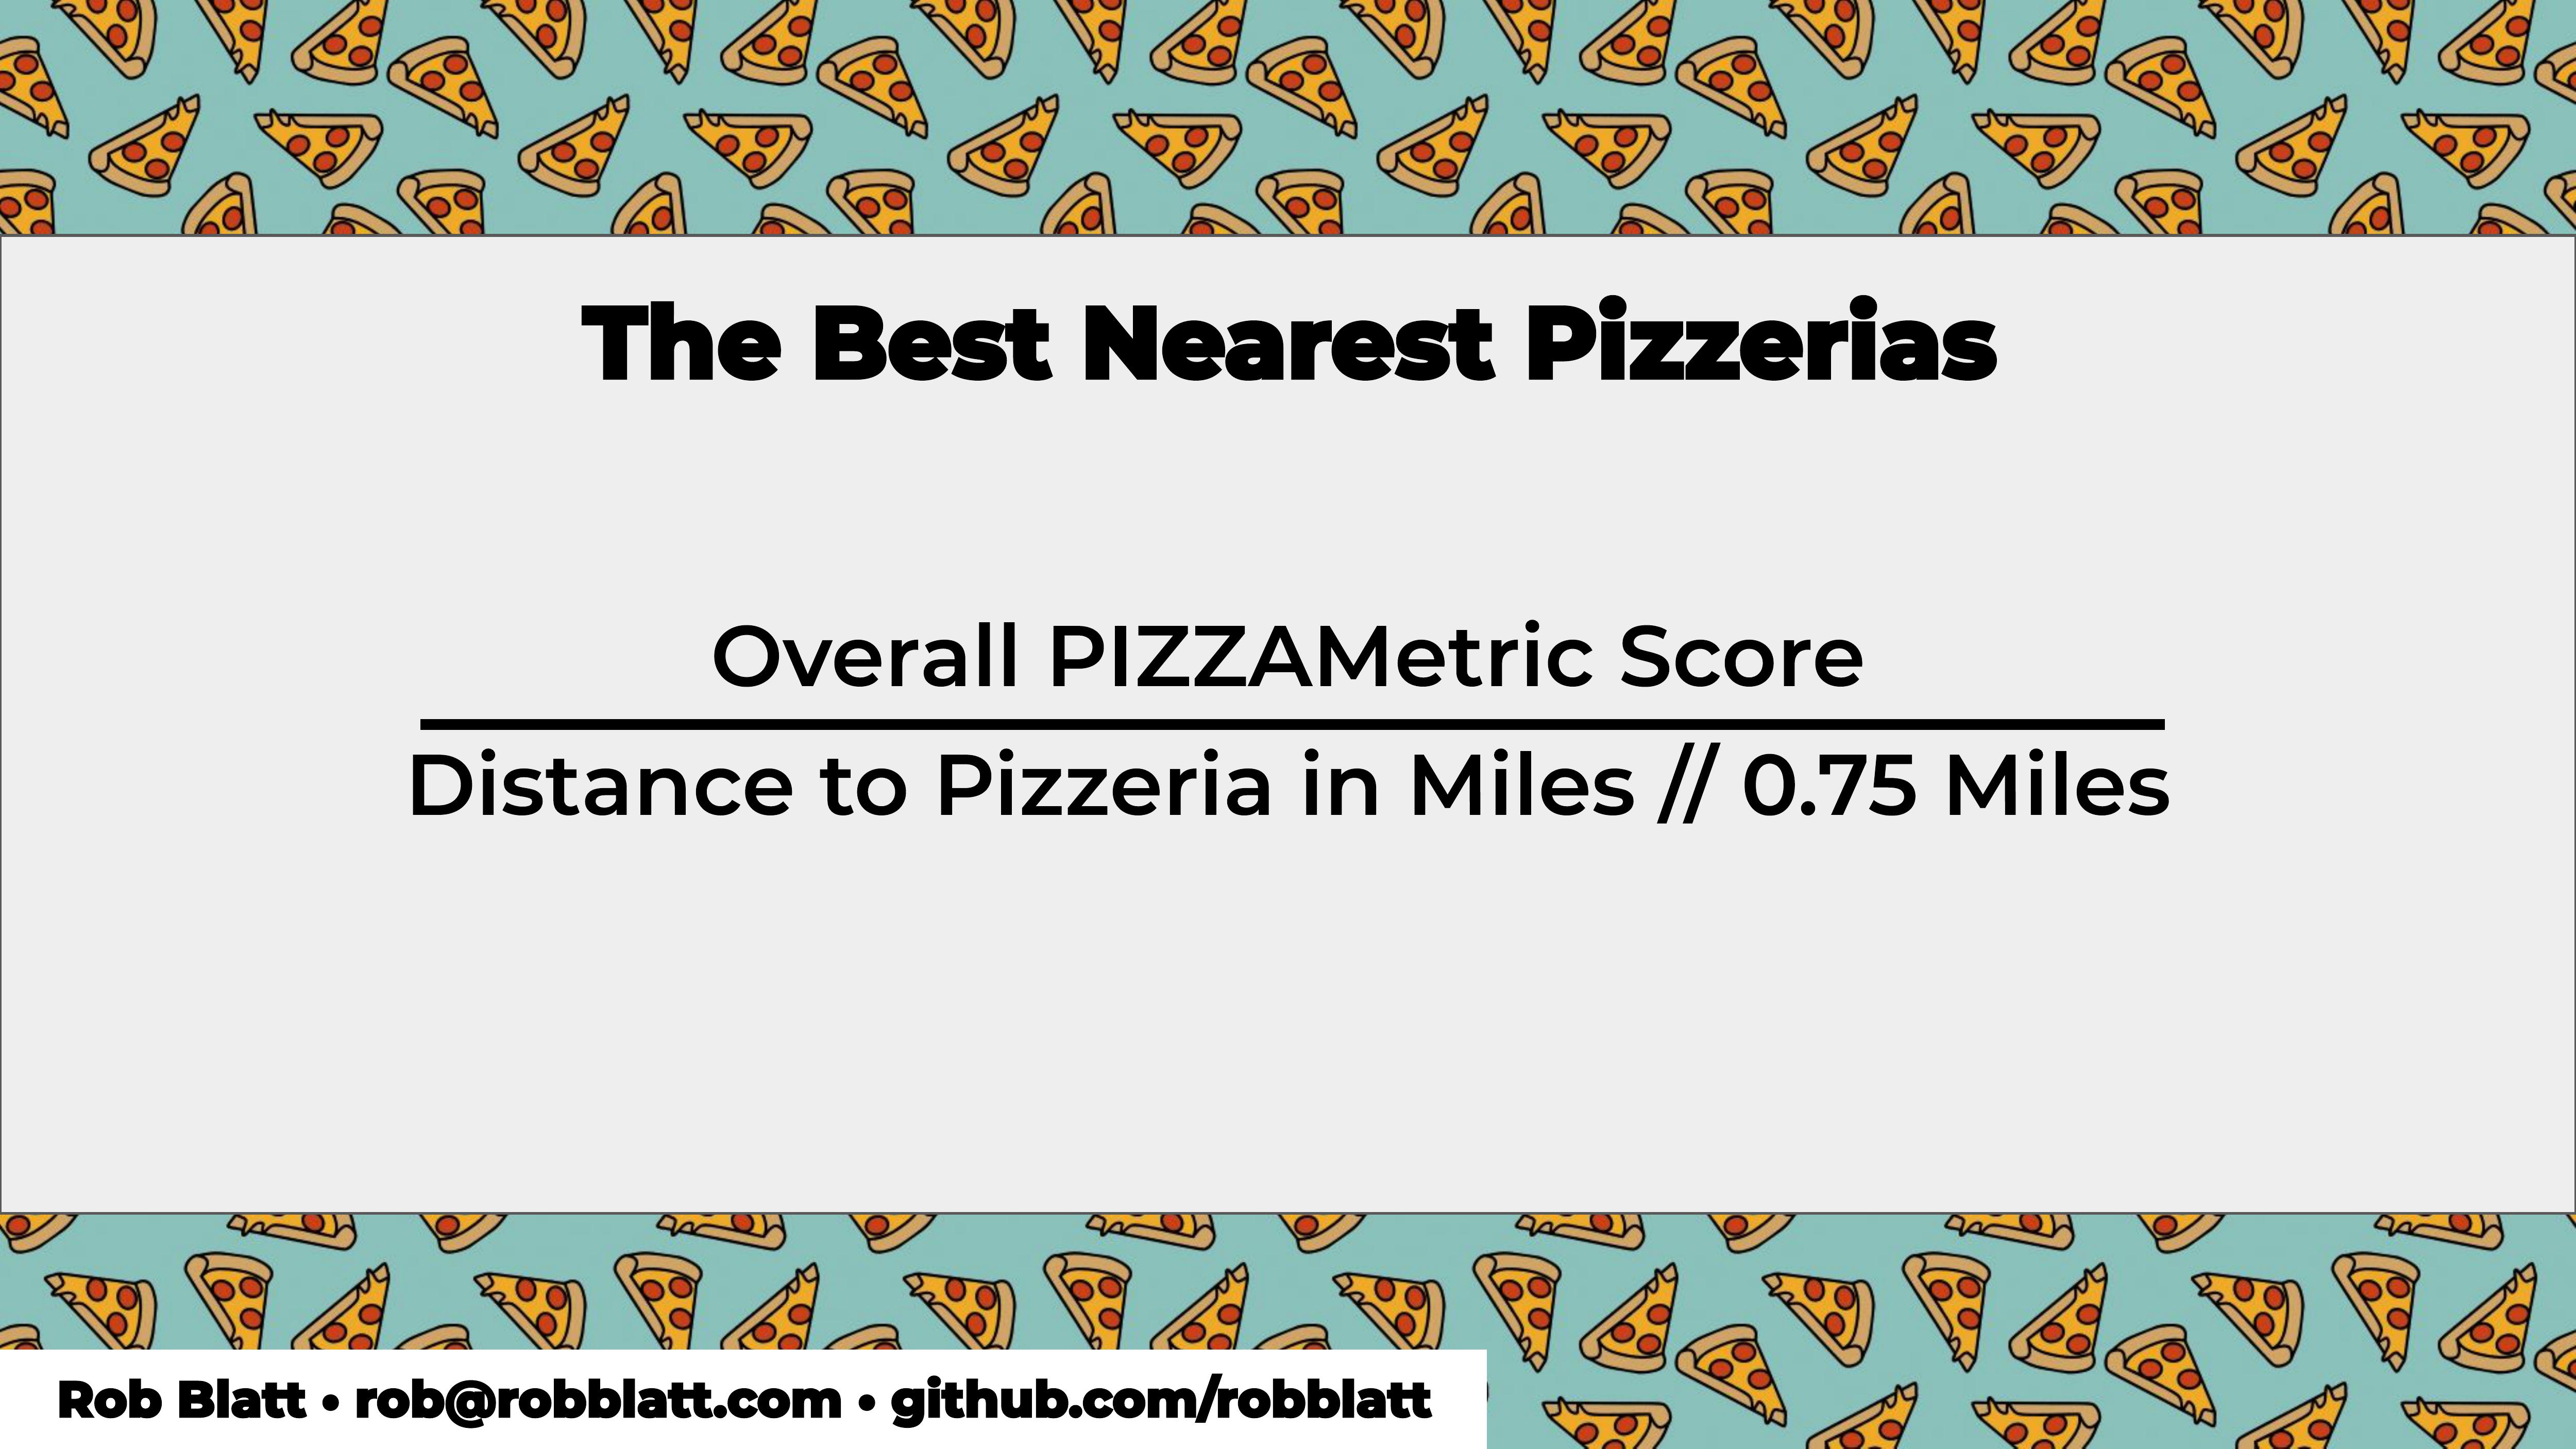 The Best Nearest Pizzerias
Overall PIZZAMetric Score
Distance to Pizzeria in Miles // 0.75 Miles
Rob Blatt • rob@robblatt.com • github.com/robblatt